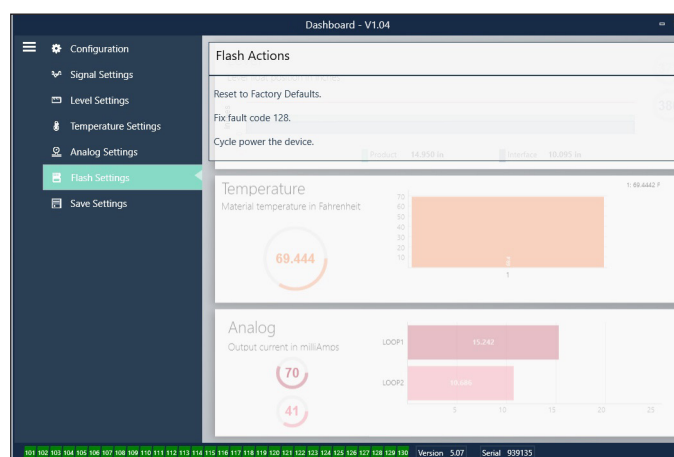 Dashboard - V1.04
Configuration
Signal Settings
Level Settings
Temperature Settings
Analog Settings
Flash Settings
Save Settings
Flash Actions
Reset to Factory Defaults.
Fix fault code 128.
Cycle power the device.
Product 14.950 in
Interface 10.895 in
Temperature
Material temperature in Fahrenheit
69.444
1: 69.4442 F
70
60
50
40
30
20
10
1
Analog
Output current in milliAmps
70
41
LOOP1
15.242
LOOP2
5 10 15 20 25
101 102 103 104 105 106 107 108 109 110 111 112 113 114 115 116 117 118 119 120 121 122 123 124 125 126 127 128 129 130 Version 5.07 Serial 939135